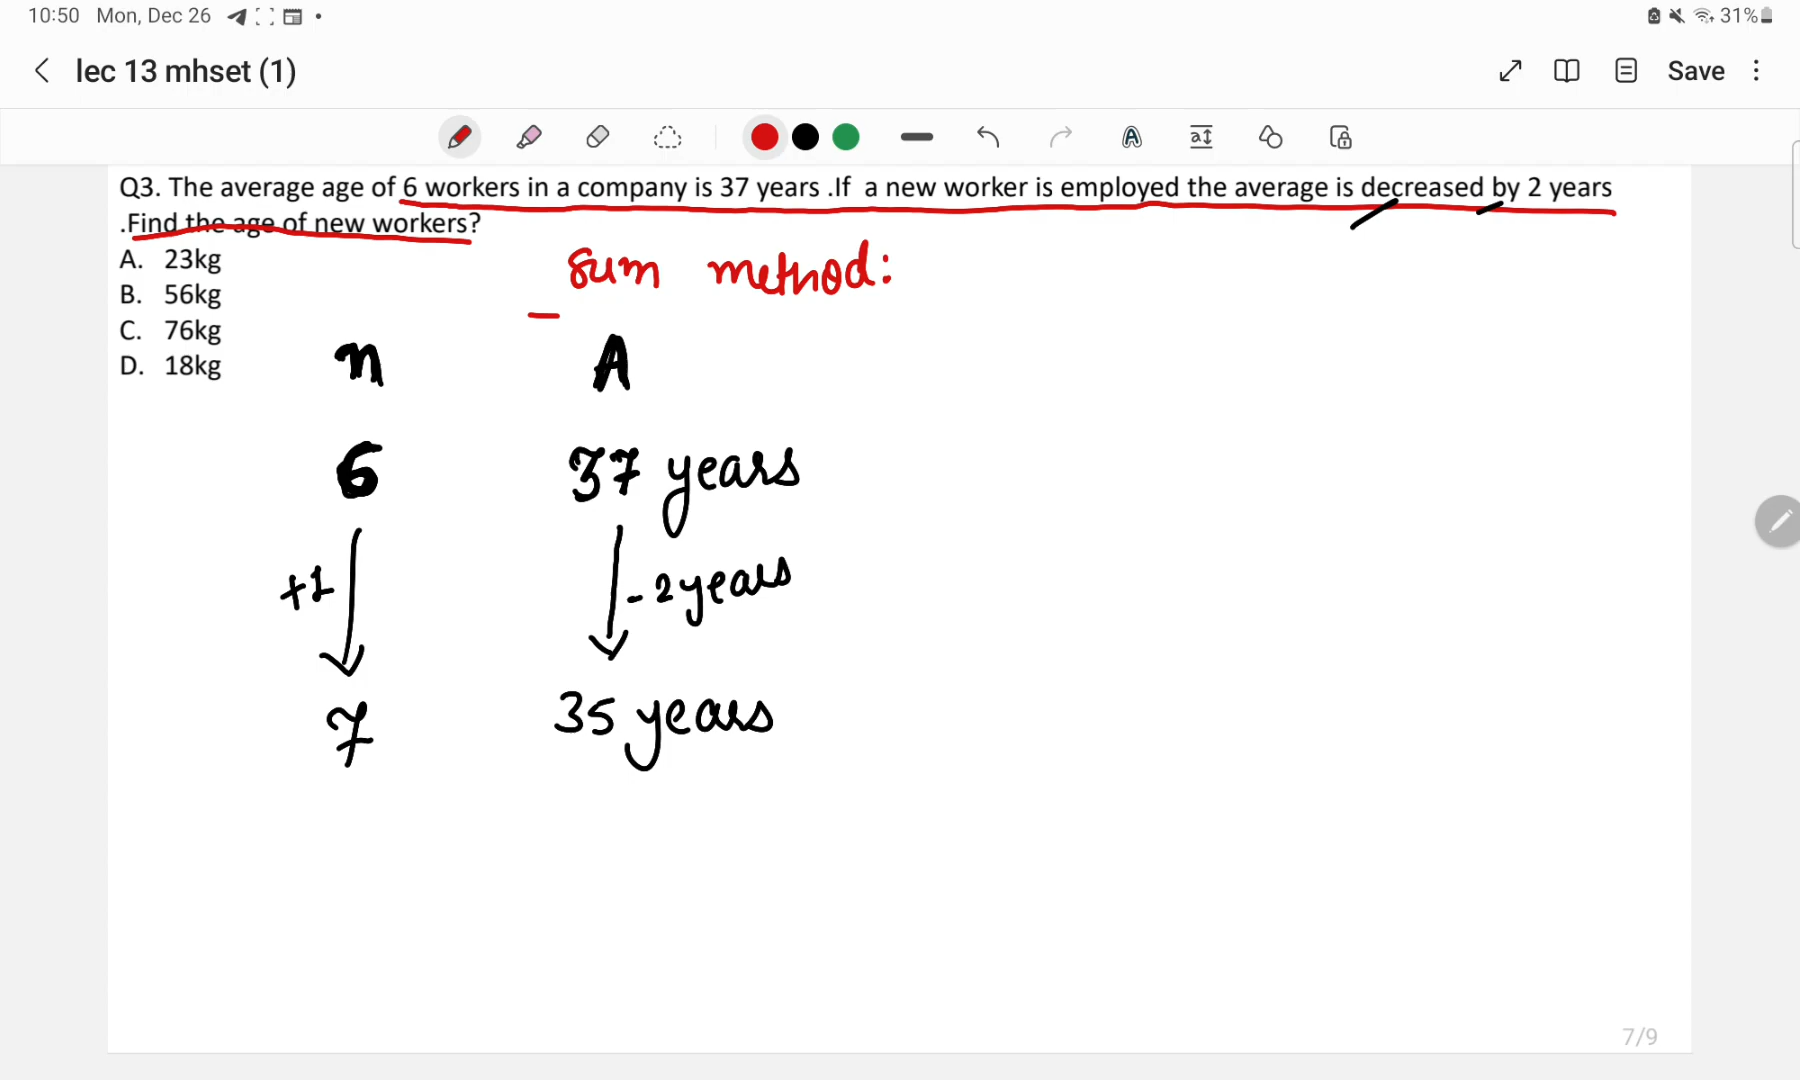 10:50 Mon, Dec 26
31%
lec 13 mhset (1)
Save
Q3. The average age of 6 workers in a company is 37 years .If a new worker is employed the average is decreased by 2 years
.Find the age of new workers?
A. 23kg
B. 56kg
C. 76kg
D. 18kg
Sum method:
n A
6 37 years
+1 - 2 years
7 35 years
7/9